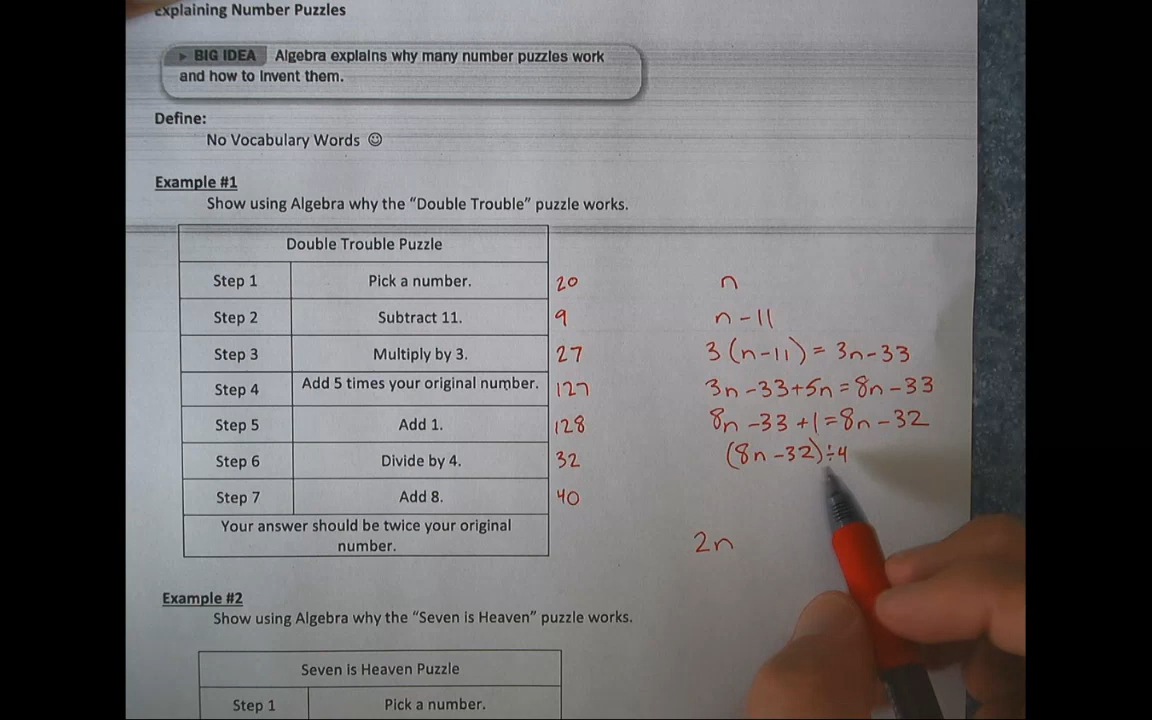 Explaining Number Puzzles
▶ BIG IDEA Algebra explains why many number puzzles work
and how to invent them.
Define:
No Vocabulary Words ☺
Example #1
Show using Algebra why the “Double Trouble” puzzle works.
Double Trouble Puzzle
Step 1 Pick a number. 20 n
Step 2 Subtract 11. 9 n - 11
Step 3 Multiply by 3. 27 3(n-11) = 3n-33
Step 4 Add 5 times your original number. 127 3n -33+5n = 8n -33
Step 5 Add 1. 128 8n -33 +1 = 8n -32
Step 6 Divide by 4. 32 (8n -32)÷4
Step 7 Add 8. 40
Your answer should be twice your original
number.
2n
Example #2
Show using Algebra why the “Seven is Heaven” puzzle works.
Seven is Heaven Puzzle
Step 1 Pick a number.